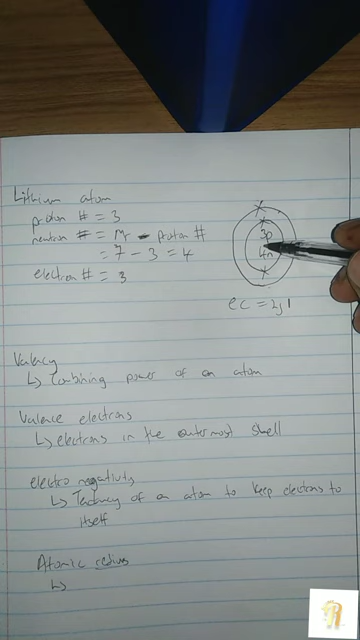 Lithium atom
proton # = 3
neutron # = Mr - proton #
= 7 - 3 = 4
electron # = 3
3p
4n
ec = 2,1
Valency
↳ Combining power of an atom
Valence electrons
↳ electrons in the outermost shell
electro negativity
↳ Tendency of an atom to keep electrons to
itself
Atomic radius
↳